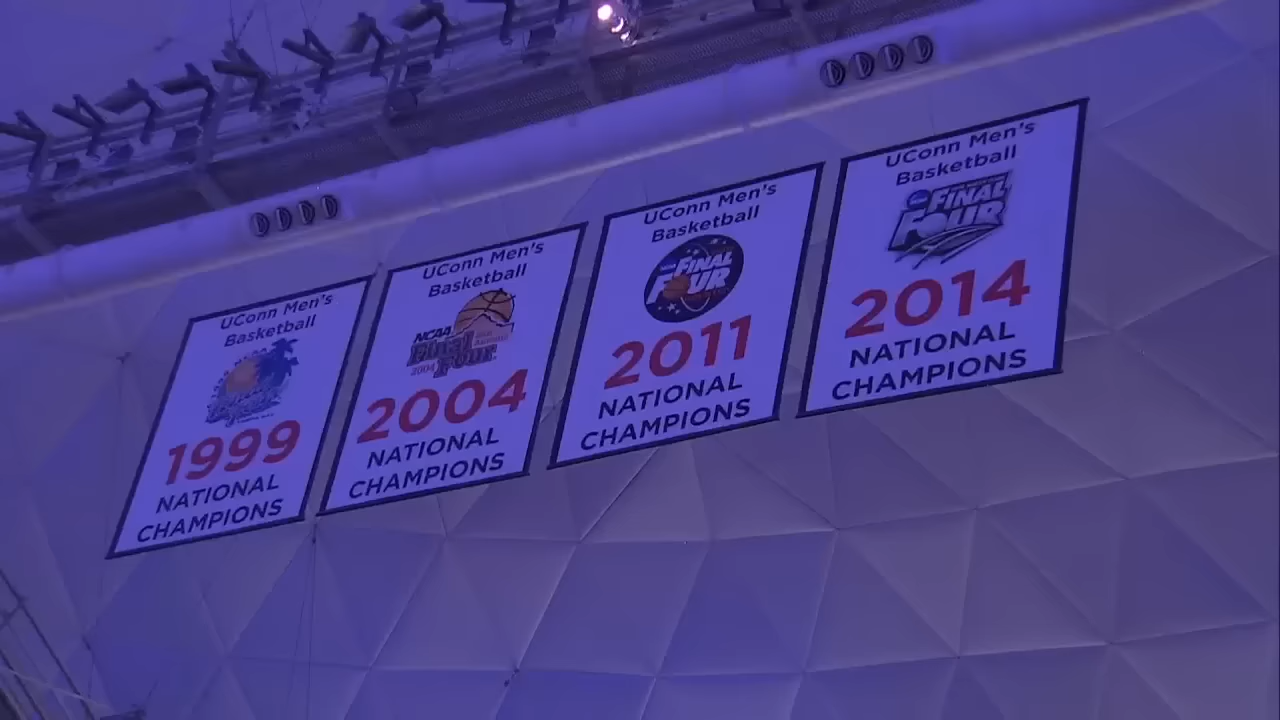 UConn Men's
Basketball
1999
NATIONAL
CHAMPIONS
UConn Men's
Basketball
NCAA
Final
2004 Four
2004
NATIONAL
CHAMPIONS
UConn Men's
Basketball
FINAL
FOUR
2011
NATIONAL
CHAMPIONS
UConn Men's
Basketball
FINAL
FOUR
2014
NATIONAL
CHAMPIONS